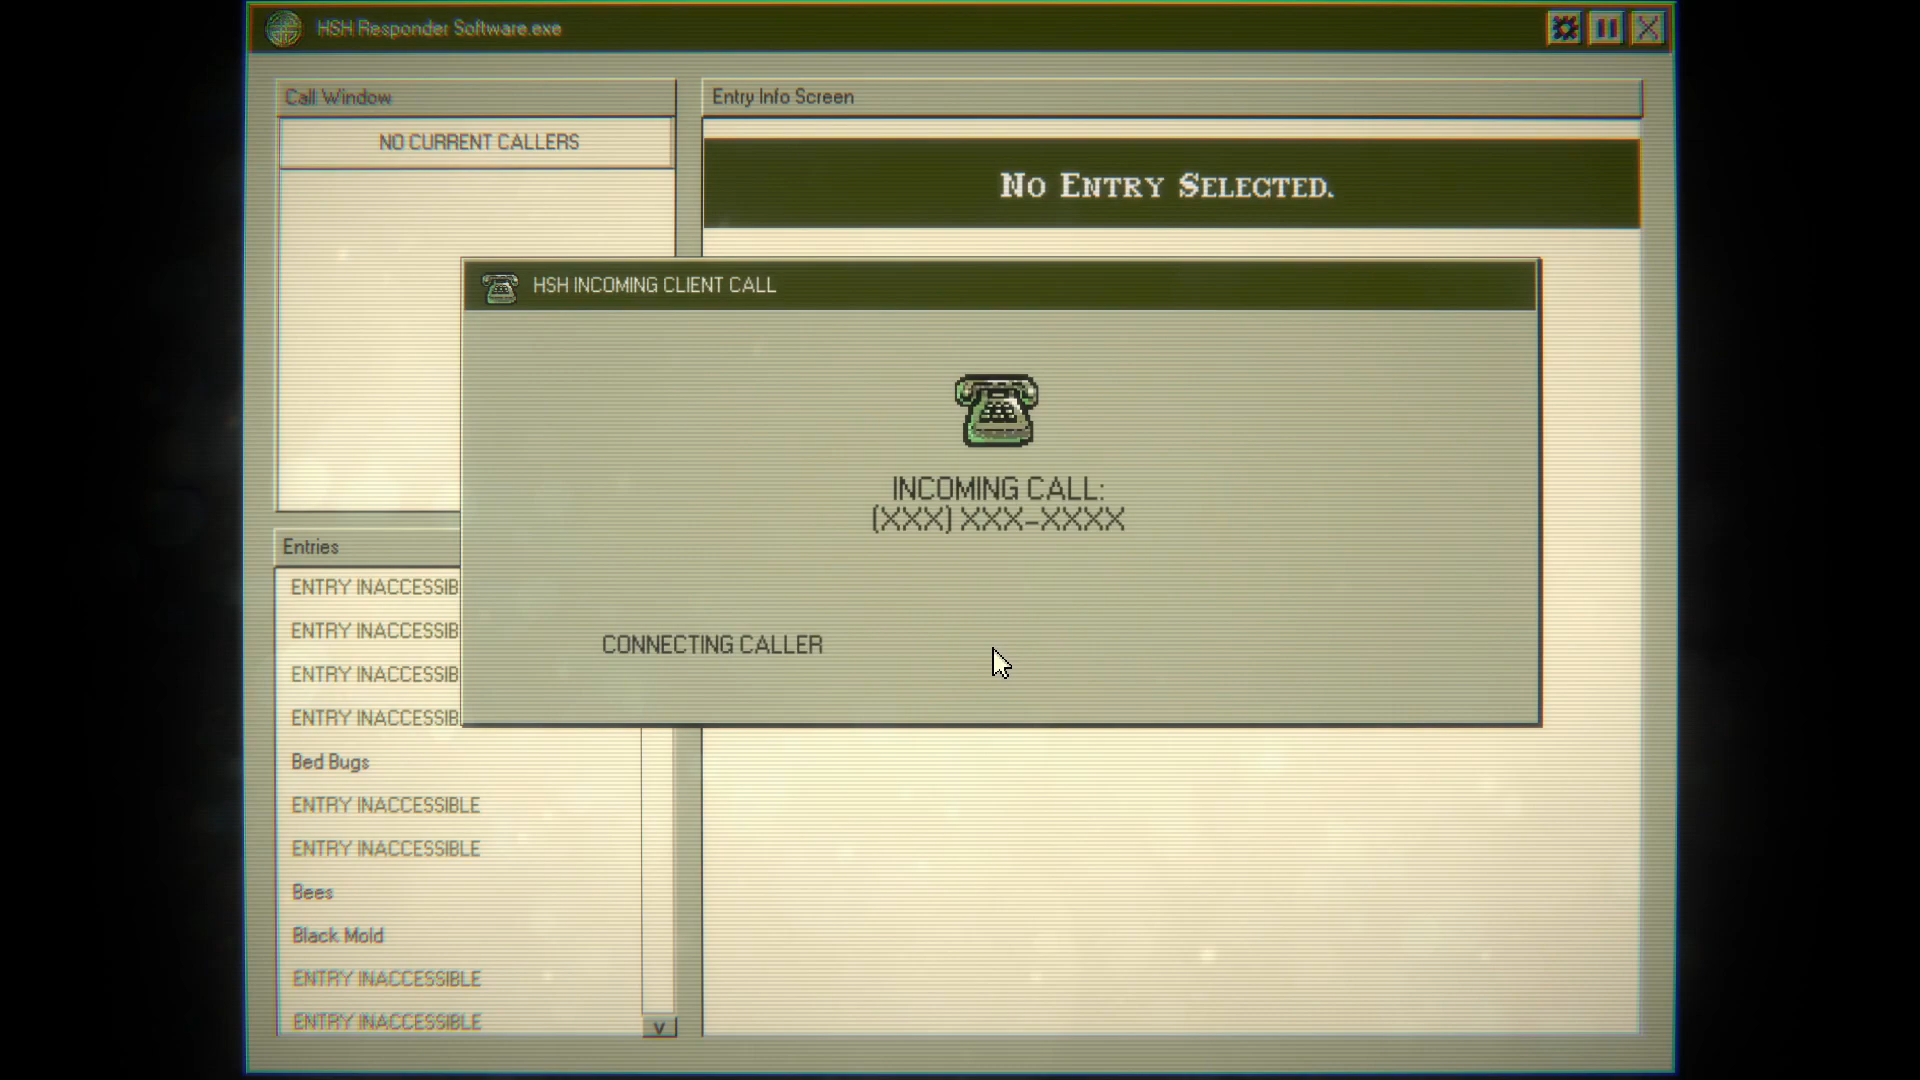 HSH Responder Software.exe
Call Window
NO CURRENT CALLERS
Entry Info Screen
No Entry Selected.
HSH INCOMING CLIENT CALL
INCOMING CALL:
(XXX) XXX-XXXX
CONNECTING CALLER
Entries
ENTRY INACCESSIB
ENTRY INACCESSIB
ENTRY INACCESSIB
ENTRY INACCESSIB
Bed Bugs
ENTRY INACCESSIBLE
ENTRY INACCESSIBLE
Bees
Black Mold
ENTRY INACCESSIBLE
ENTRY INACCESSIBLE